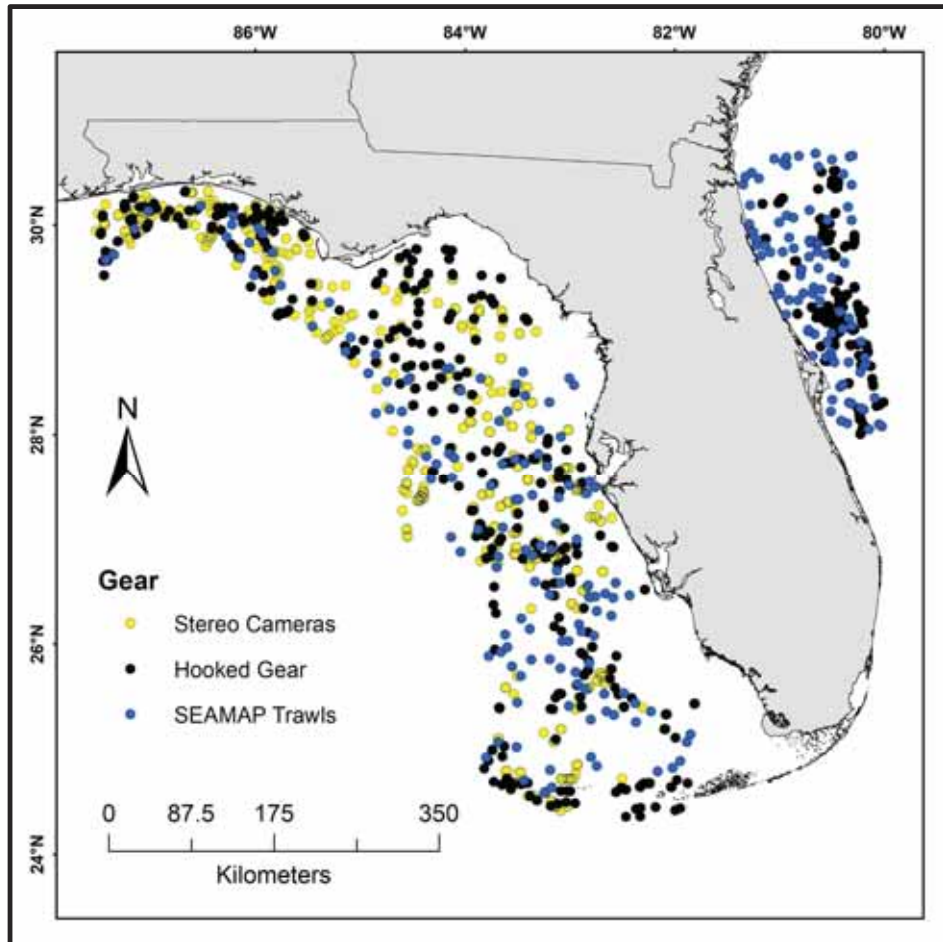 86°W 84°W 82°W 80°W
30°N
28°N
26°N
24°N
N
Gear
Stereo Cameras
Hooked Gear
SEAMAP Trawls
0 87.5 175 350
Kilometers